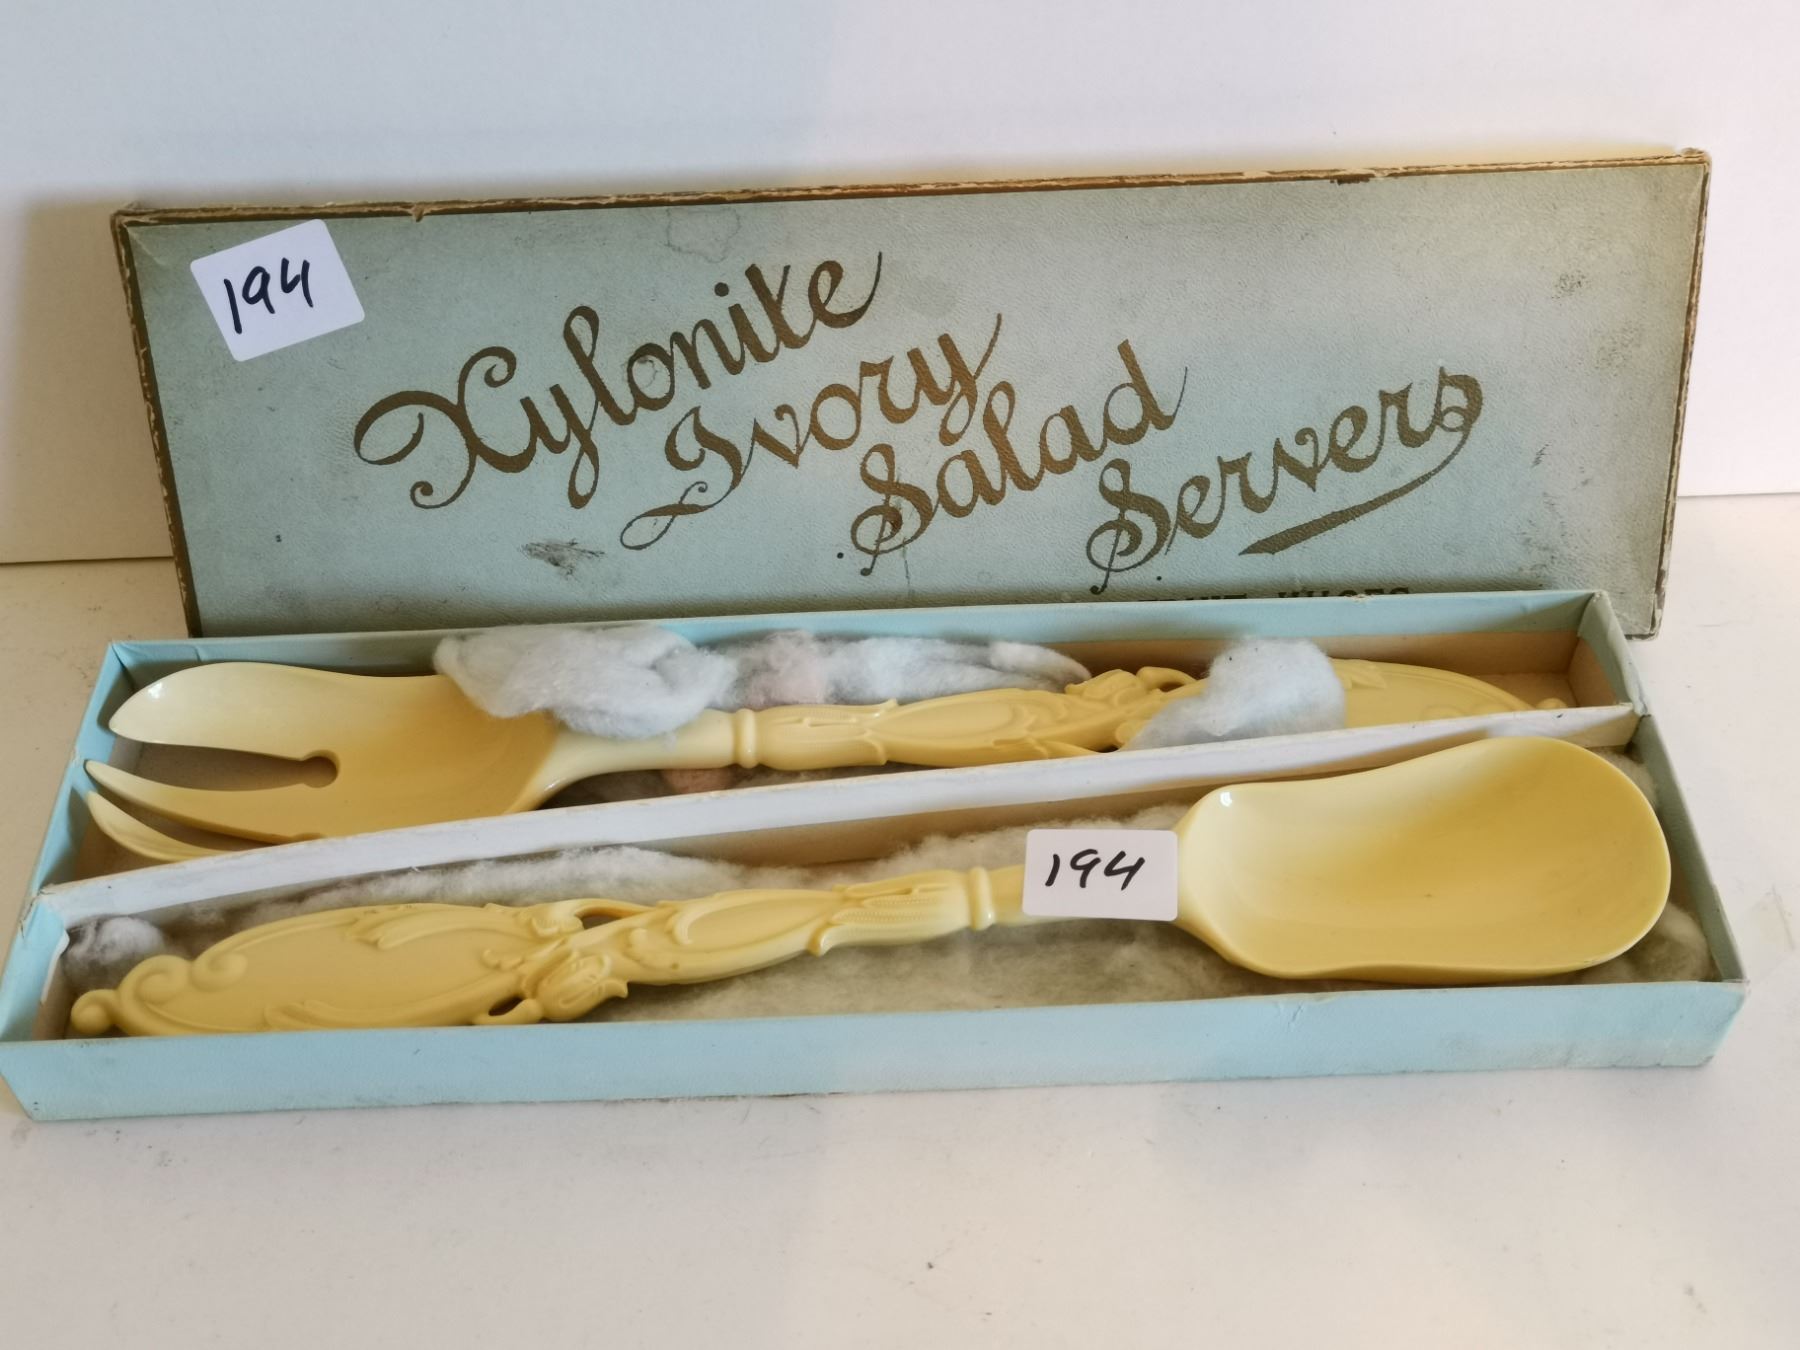 194
Xylonite
Ivory
Salad
Servers
194